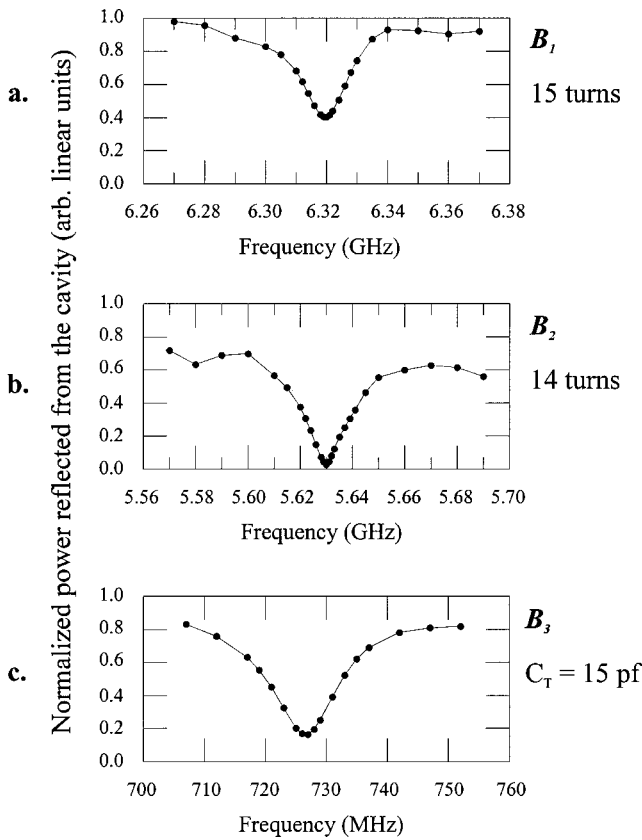 Normalized power reflected from the cavity (arb. linear units)
a.
1.0
0.8
0.6
0.4
0.2
0.0
6.26 6.28 6.30 6.32 6.34 6.36 6.38
Frequency (GHz)
B1
15 turns
b.
1.0
0.8
0.6
0.4
0.2
0.0
5.56 5.58 5.60 5.62 5.64 5.66 5.68 5.70
Frequency (GHz)
B2
14 turns
c.
1.0
0.8
0.6
0.4
0.2
0.0
700 710 720 730 740 750 760
Frequency (MHz)
B3
CT = 15 pf